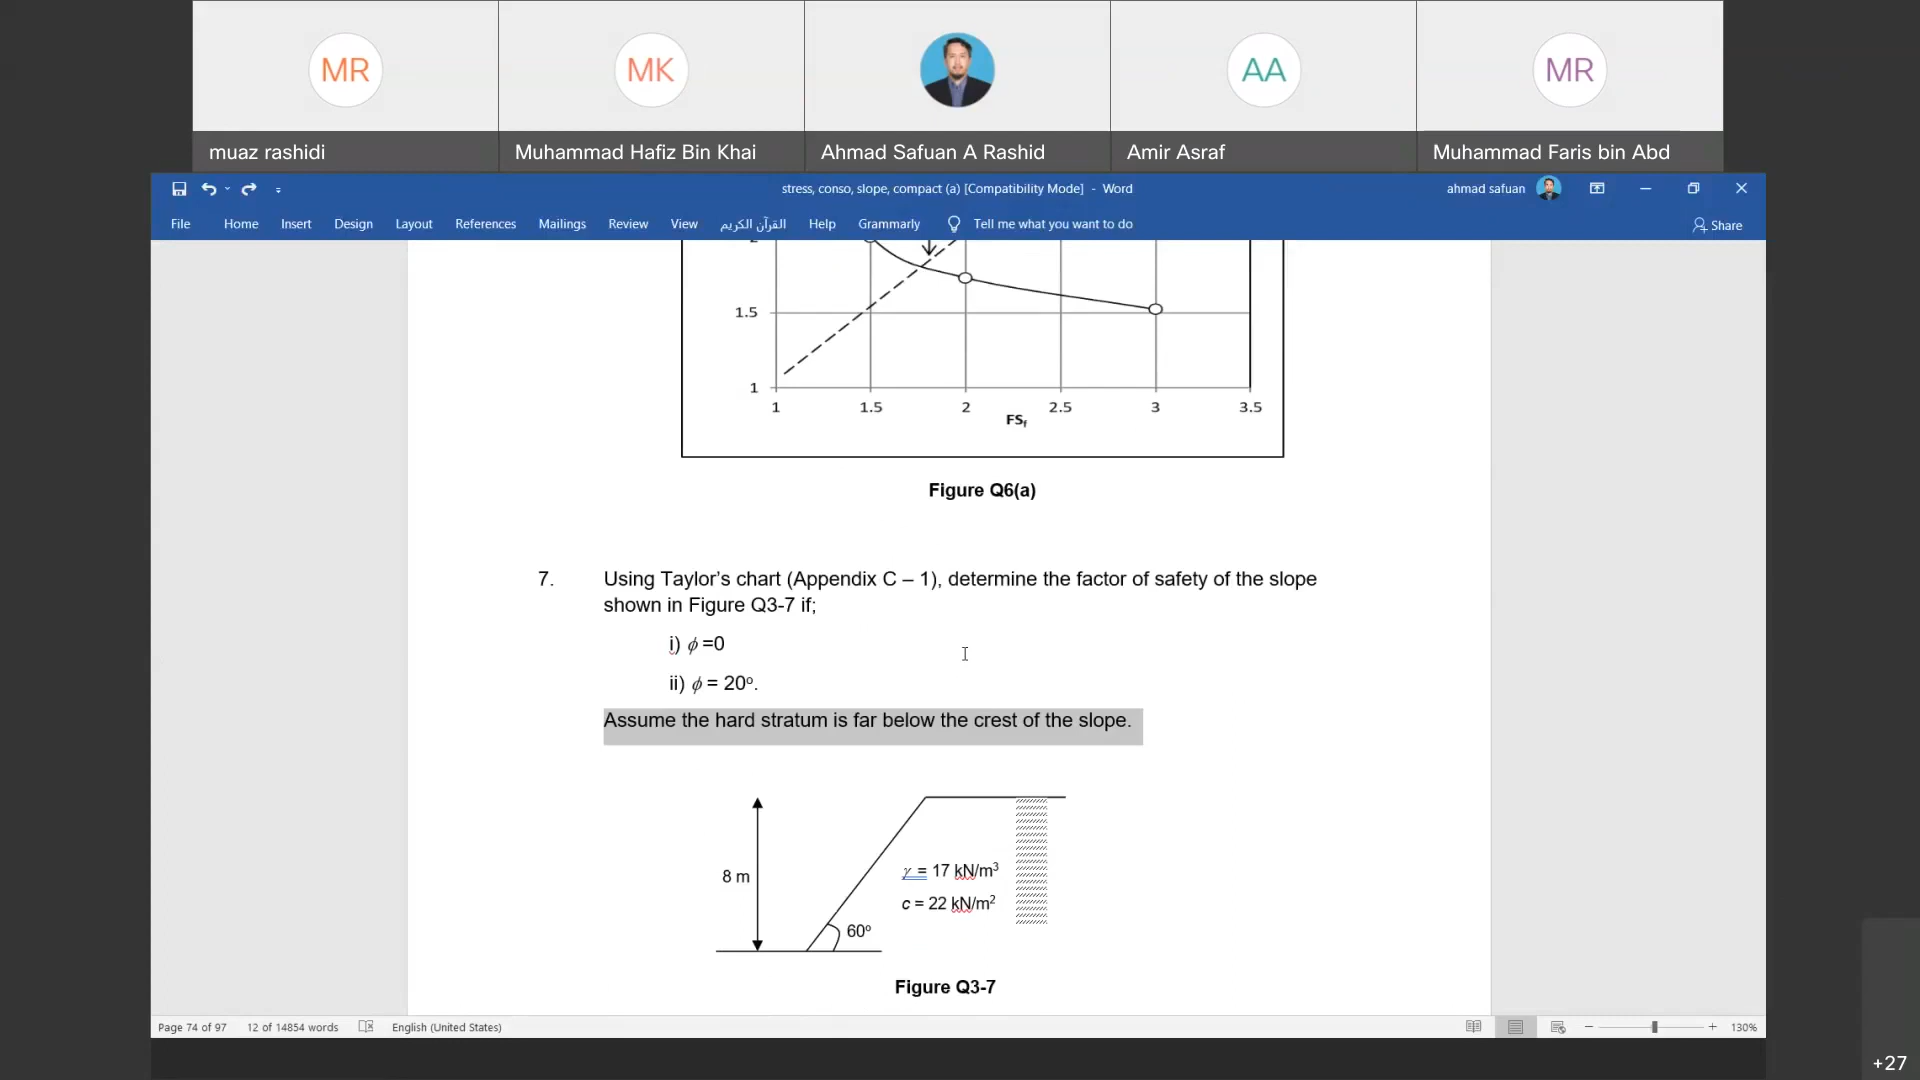 MR
MK
AA
MR
muaz rashidi
Muhammad Hafiz Bin Khai
Ahmad Safuan A Rashid
Amir Asraf
Muhammad Faris bin Abd
stress, conso, slope, compact (a) [Compatibility Mode] - Word
ahmad safuan
File Home Insert Design Layout References Mailings Review View القرآن الكريم Help Grammarly Tell me what you want to do Share
1.5
1
1 1.5 2 2.5 3 3.5
FSf
Figure Q6(a)
7. Using Taylor’s chart (Appendix C – 1), determine the factor of safety of the slope
shown in Figure Q3-7 if;
i) ϕ =0
ii) ϕ = 20º.
Assume the hard stratum is far below the crest of the slope.
8 m
γ = 17 kN/m³
c = 22 kN/m²
60º
Figure Q3-7
Page 74 of 97 12 of 14854 words English (United States) 130%
+27